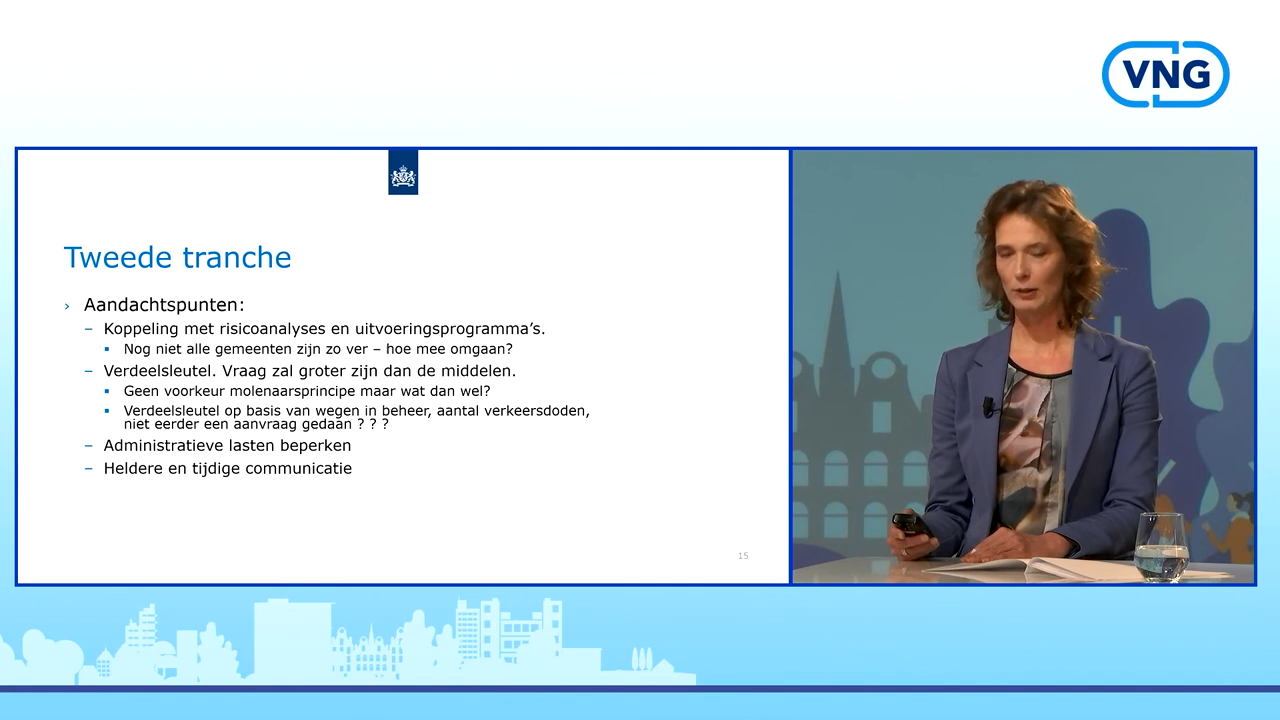 VNG
Tweede tranche
› Aandachtspunten:
– Koppeling met risicoanalyses en uitvoeringsprogramma’s.
▪ Nog niet alle gemeenten zijn zo ver – hoe mee omgaan?
– Verdeelsleutel. Vraag zal groter zijn dan de middelen.
▪ Geen voorkeur molenaarsprincipe maar wat dan wel?
▪ Verdeelsleutel op basis van wegen in beheer, aantal verkeersdoden,
niet eerder een aanvraag gedaan ? ? ?
– Administratieve lasten beperken
– Heldere en tijdige communicatie
15